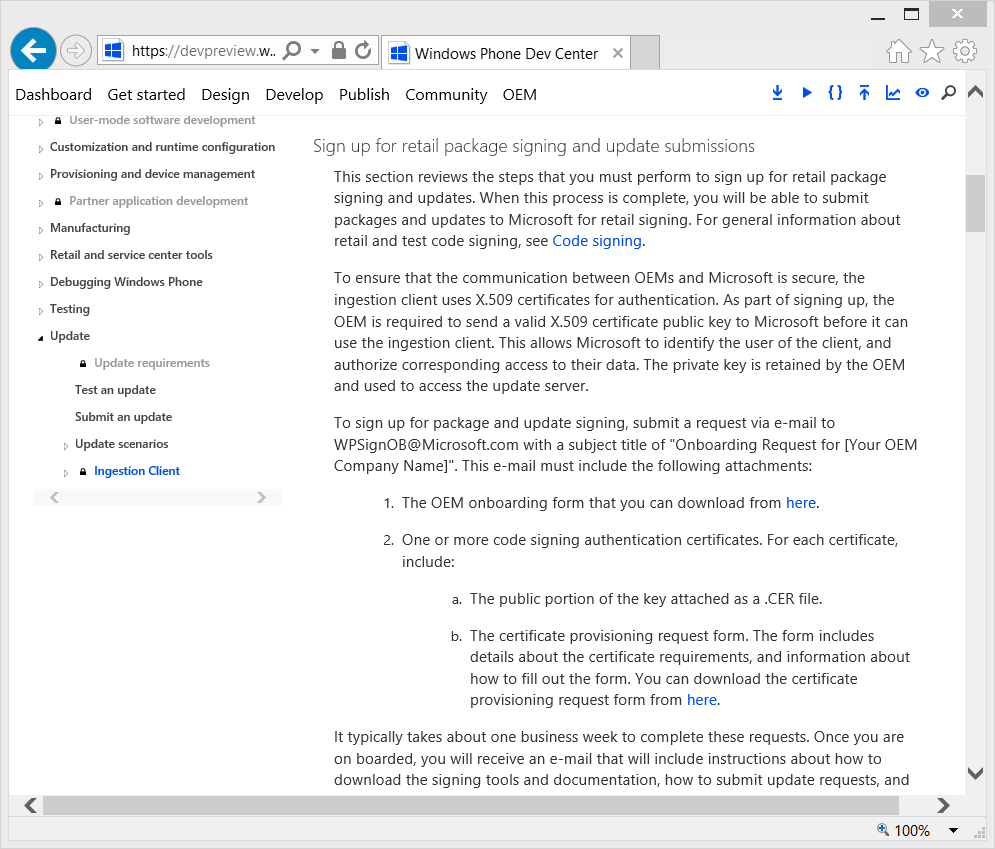 https://devpreview.w..
Windows Phone Dev Center
Dashboard Get started Design Develop Publish Community OEM
User-mode software development
Customization and runtime configuration
Provisioning and device management
Partner application development
Manufacturing
Retail and service center tools
Debugging Windows Phone
Testing
Update
Update requirements
Test an update
Submit an update
Update scenarios
Ingestion Client
Sign up for retail package signing and update submissions
This section reviews the steps that you must perform to sign up for retail package
signing and updates. When this process is complete, you will be able to submit
packages and updates to Microsoft for retail signing. For general information about
retail and test code signing, see Code signing.
To ensure that the communication between OEMs and Microsoft is secure, the
ingestion client uses X.509 certificates for authentication. As part of signing up, the
OEM is required to send a valid X.509 certificate public key to Microsoft before it can
use the ingestion client. This allows Microsoft to identify the user of the client, and
authorize corresponding access to their data. The private key is retained by the OEM
and used to access the update server.
To sign up for package and update signing, submit a request via e-mail to
WPSignOB@Microsoft.com with a subject title of "Onboarding Request for [Your OEM
Company Name]". This e-mail must include the following attachments:
1. The OEM onboarding form that you can download from here.
2. One or more code signing authentication certificates. For each certificate,
include:
a. The public portion of the key attached as a .CER file.
b. The certificate provisioning request form. The form includes
details about the certificate requirements, and information about
how to fill out the form. You can download the certificate
provisioning request form from here.
It typically takes about one business week to complete these requests. Once you are
on boarded, you will receive an e-mail that will include instructions about how to
download the signing tools and documentation, how to submit update requests, and
100%